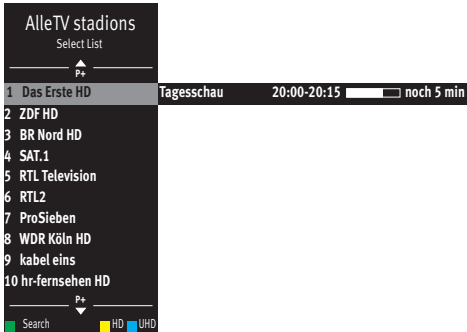 AlleTV stadions
Select List
P+
1 Das Erste HD Tagesschau 20:00-20:15 noch 5 min
2 ZDF HD
3 BR Nord HD
4 SAT.1
5 RTL Television
6 RTL2
7 ProSieben
8 WDR Köln HD
9 kabel eins
10 hr-fernsehen HD
P+
Search HD UHD